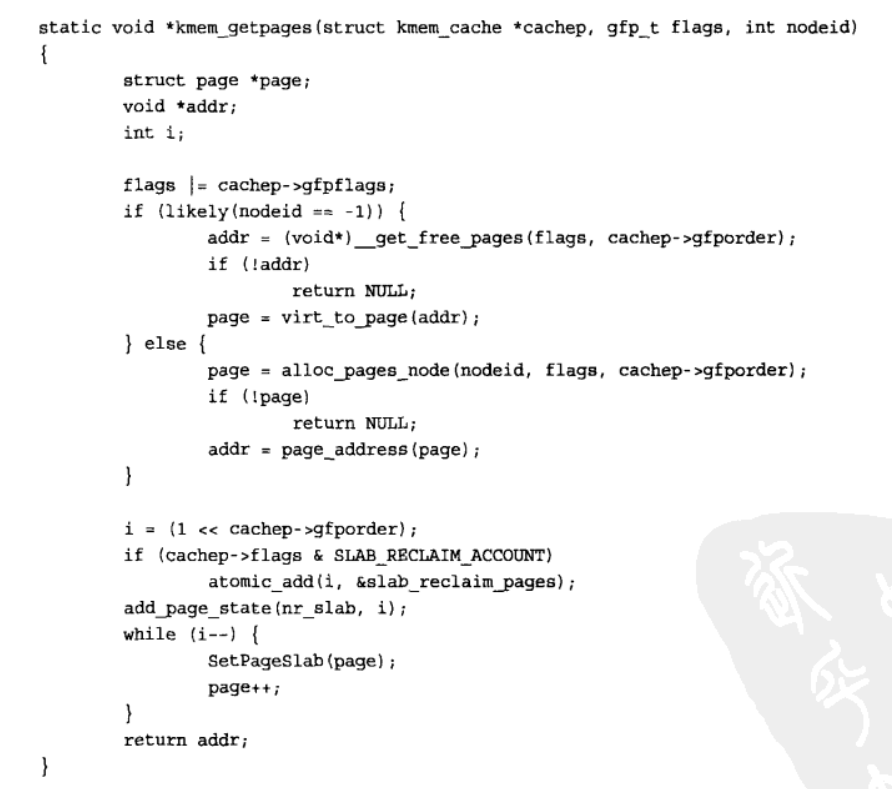 static void *kmem_getpages(struct kmem_cache *cachep, gfp_t flags, int nodeid)
{
        struct page *page;
        void *addr;
        int i;

        flags |= cachep->gfpflags;
        if (likely(nodeid == -1)) {
                addr = (void*)__get_free_pages(flags, cachep->gfporder);
                if (!addr)
                        return NULL;
                page = virt_to_page(addr);
        } else {
                page = alloc_pages_node(nodeid, flags, cachep->gfporder);
                if (!page)
                        return NULL;
                addr = page_address(page);
        }

        i = (1 << cachep->gfporder);
        if (cachep->flags & SLAB_RECLAIM_ACCOUNT)
                atomic_add(i, &slab_reclaim_pages);
        add_page_state(nr_slab, i);
        while (i--) {
                SetPageSlab(page);
                page++;
        }
        return addr;
}